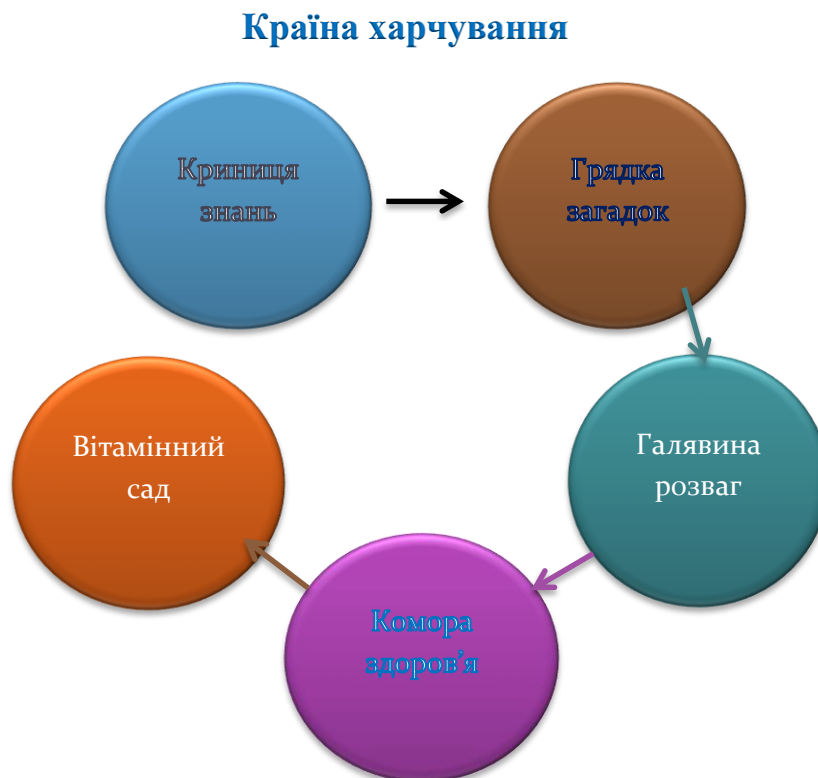 Країна харчування
Криниця
знань
Грядка
загадок
Галявина
розваг
Комора
здоров’я
Вітамінний
сад